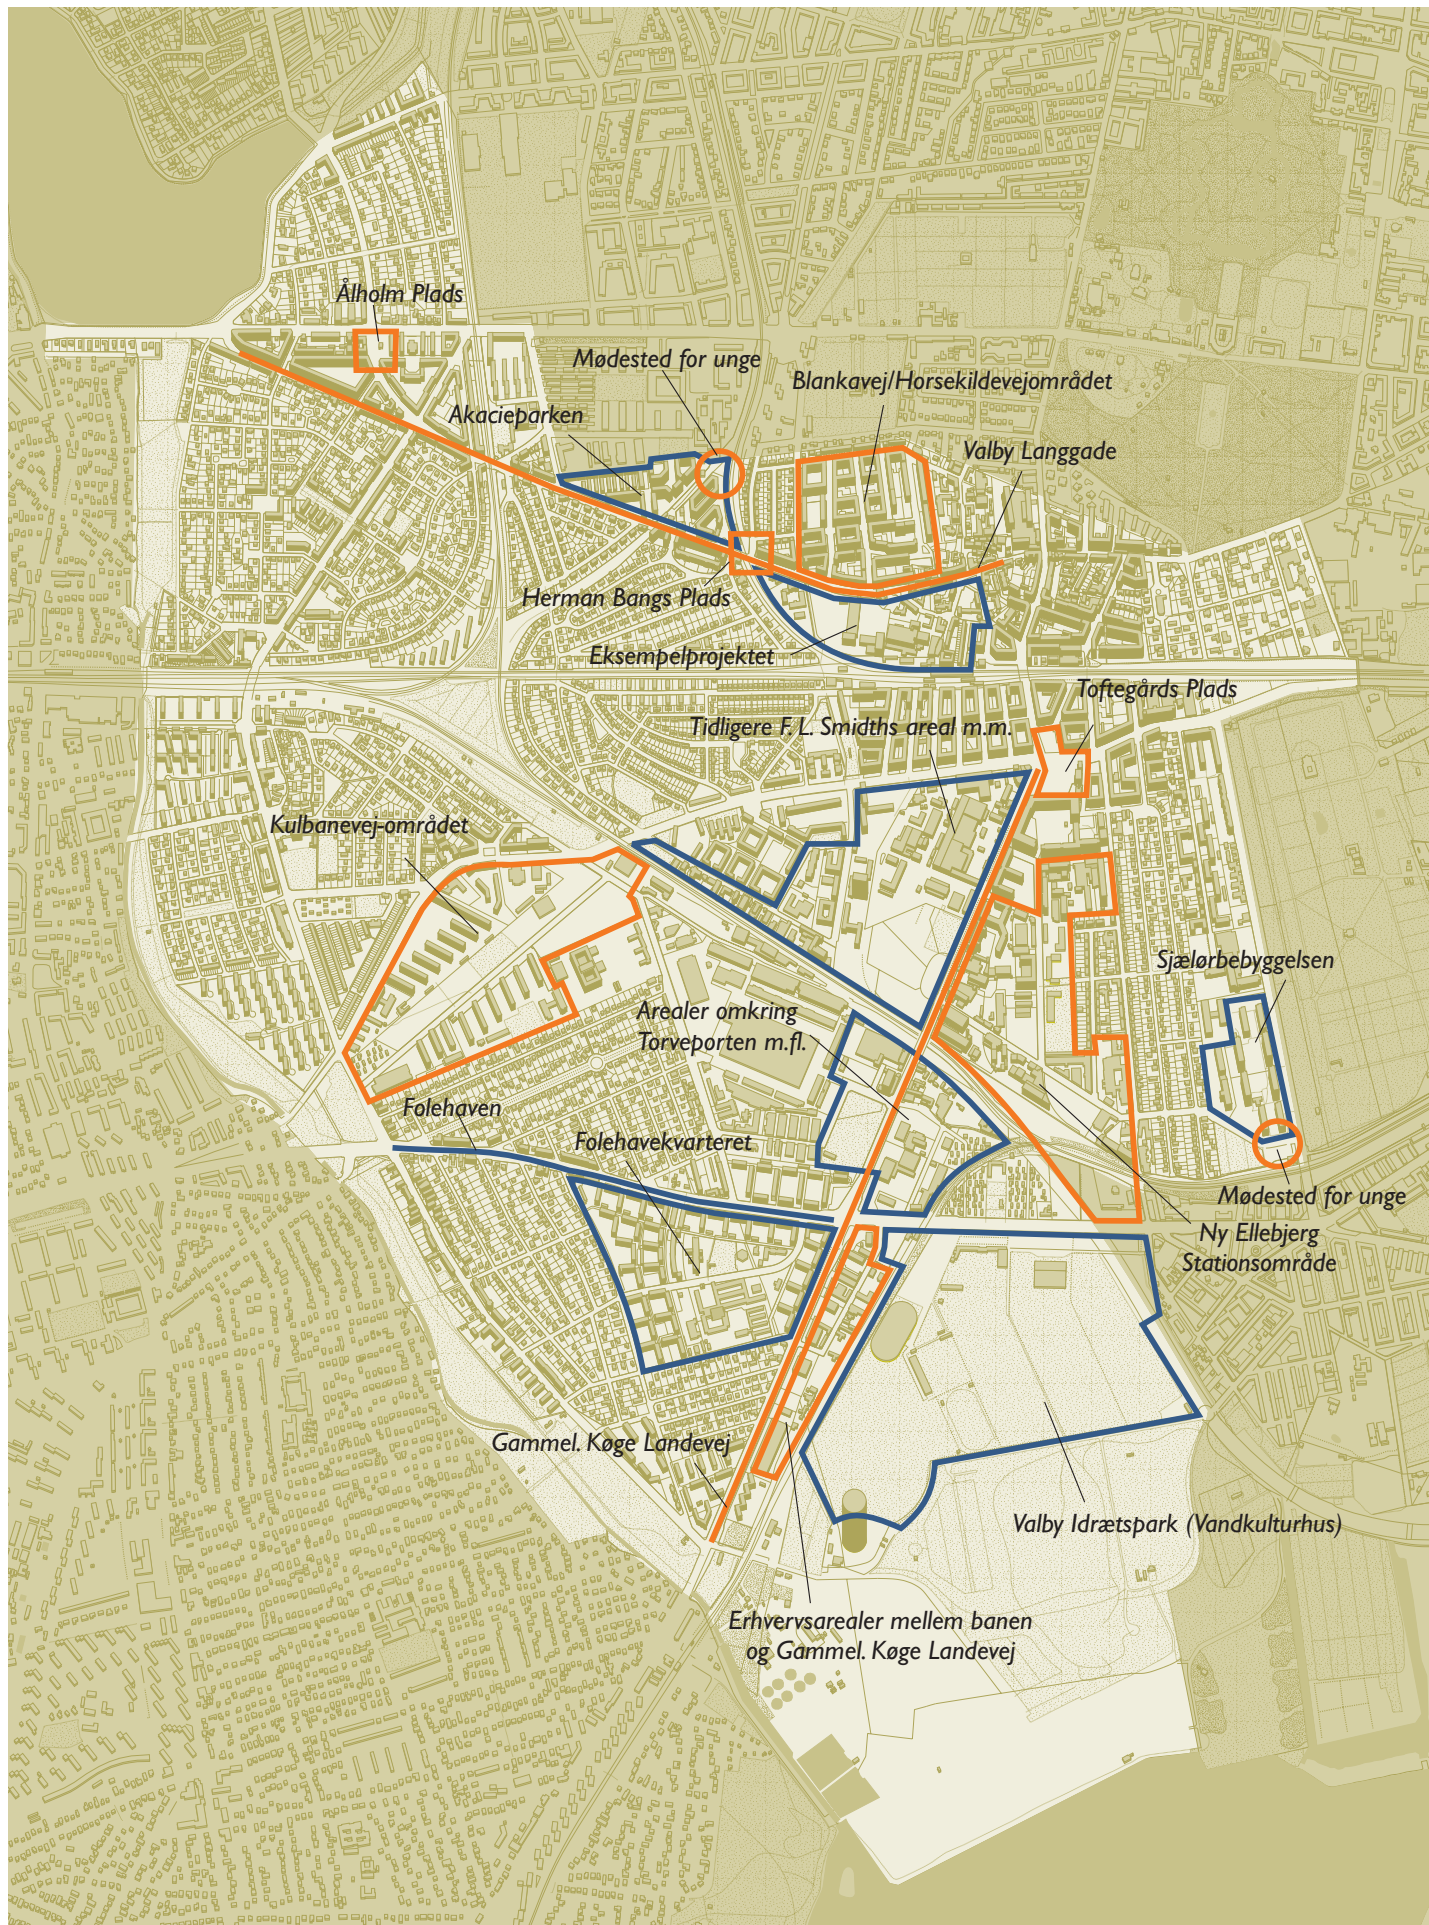 Ålholm Plads
Mødested for unge
Blankavej/Horsekildevejområdet
Akacieparken
Valby Langgade
Herman Bangs Plads
Eksempelprojektet
Toftegårds Plads
Tidligere F. L. Smidths areal m.m.
Kulbanevej-området
Sjælørbebyggelsen
Arealer omkring
Torveporten m.fl.
Folehaven
Folehavekvarteret
Mødested for unge
Ny Ellebjerg
Stationsområde
Gammel. Køge Landevej
Valby Idrætspark (Vandkulturhus)
Erhvervsarealer mellem banen
og Gammel. Køge Landevej